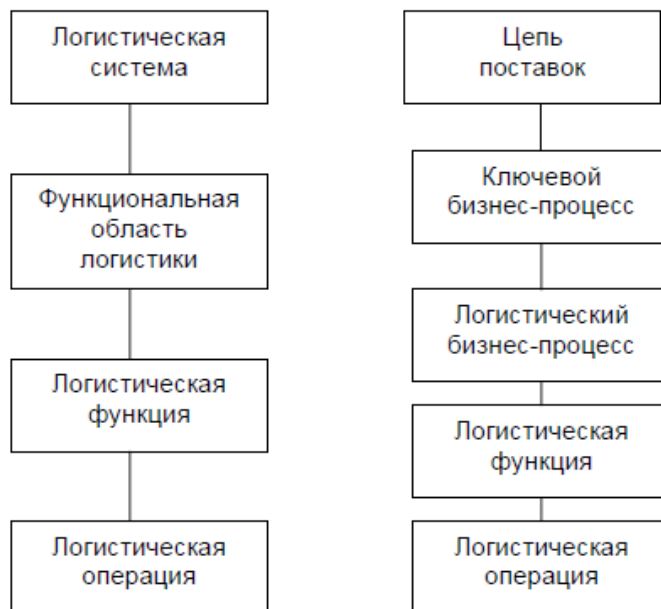 Логистическая
система
Функциональная
область
логистики
Логистическая
функция
Логистическая
операция
Цепь
поставок
Ключевой
бизнес-процесс
Логистический
бизнес-процесс
Логистическая
функция
Логистическая
операция